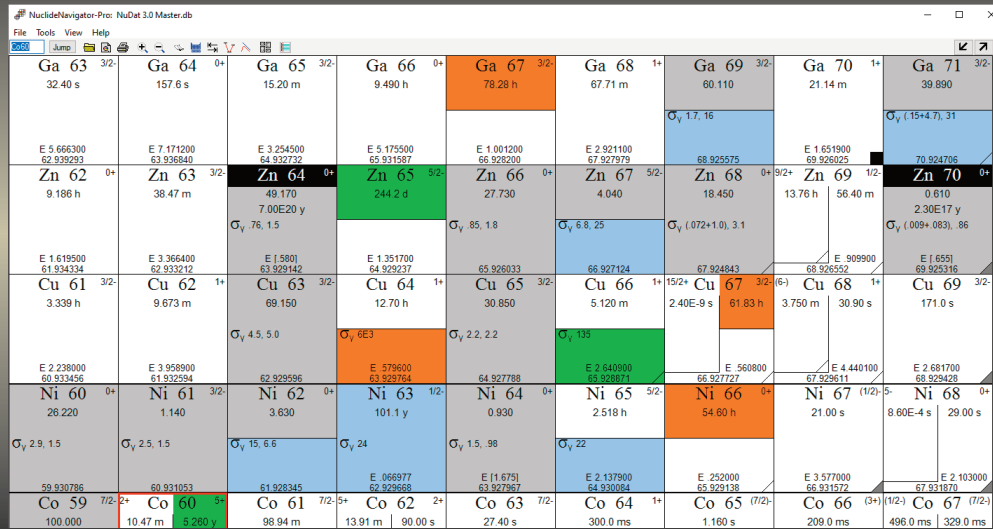 NuclideNavigator-Pro: NuDat 3.0 Master.db
File Tools View Help
Co60 Jump
Ga 63 3/2- Ga 64 0+ Ga 65 3/2- Ga 66 0+ Ga 67 3/2- Ga 68 1+ Ga 69 3/2- Ga 70 1+ Ga 71 3/2-
32.40 s 157.6 s 15.20 m 9.490 h 78.28 h 67.71 m 60.110 21.14 m 39.890
σγ 1.7, 16 σγ (.15+4.7), 31
E 5.666300 E 7.171200 E 3.254500 E 5.175500 E 1.001200 E 2.921100 E 1.651900
62.939293 63.936840 64.932732 65.931587 66.928200 67.927979 68.925575 69.926025 70.924706
Zn 62 0+ Zn 63 3/2- Zn 64 0+ Zn 65 5/2- Zn 66 0+ Zn 67 5/2- Zn 68 0+ 9/2+ Zn 69 1/2- Zn 70 0+
9.186 h 38.47 m 49.170 244.2 d 27.730 4.040 18.450 13.76 h 56.40 m 0.610
7.00E20 y 2.30E17 y
σγ .76, 1.5 σγ .85, 1.8 σγ 6.8, 25 σγ (.072+1.0), 3.1 σγ (.009+.083), .86
E 1.619500 E 3.366400 E [.580] E 1.351700 E .909900 E [.655]
61.934334 62.933212 63.929142 64.929237 65.926033 66.927124 67.924843 68.926552 69.925316
Cu 61 3/2- Cu 62 1+ Cu 63 3/2- Cu 64 1+ Cu 65 3/2- Cu 66 1+ 15/2+ Cu 67 3/2- (6-) Cu 68 1+ Cu 69 3/2-
3.339 h 9.673 m 69.150 12.70 h 30.850 5.120 m 2.40E-9 s 61.83 h 3.750 m 30.90 s 171.0 s
σγ 4.5, 5.0 σγ 6E3 σγ 2.2, 2.2 σγ 135
E 2.238000 E 3.958900 E .579600 E 2.640900 E .560800 E 4.440100 E 2.681700
60.933456 61.932594 62.929596 63.929764 64.927788 65.928871 66.927727 67.929611 68.929428
Ni 60 0+ Ni 61 3/2- Ni 62 0+ Ni 63 1/2- Ni 64 0+ Ni 65 5/2- Ni 66 0+ Ni 67 (1/2)- 5- Ni 68 0+
26.220 1.140 3.630 101.1 y 0.930 2.518 h 54.60 h 21.00 s 8.60E-4 s 29.00 s
σγ 2.9, 1.5 σγ 2.5, 1.5 σγ 15, 6.6 σγ 24 σγ 1.5, .98 σγ 22
E .066977 E [1.675] E 2.137900 E .252000 E 3.577000 E 2.103000
59.930786 60.931053 61.928345 62.929668 63.927967 64.930084 65.929138 66.931572 67.931870
Co 59 7/2- 2+ Co 60 5+ Co 61 7/2- 5+ Co 62 2+ Co 63 7/2- Co 64 1+ Co 65 (7/2)- Co 66 (3+) (1/2-) Co 67 (7/2-)
100.000 10.47 m 5.260 y 98.94 m 13.91 m 90.00 s 27.40 s 300.0 ms 1.160 s 209.0 ms 496.0 ms 329.0 ms